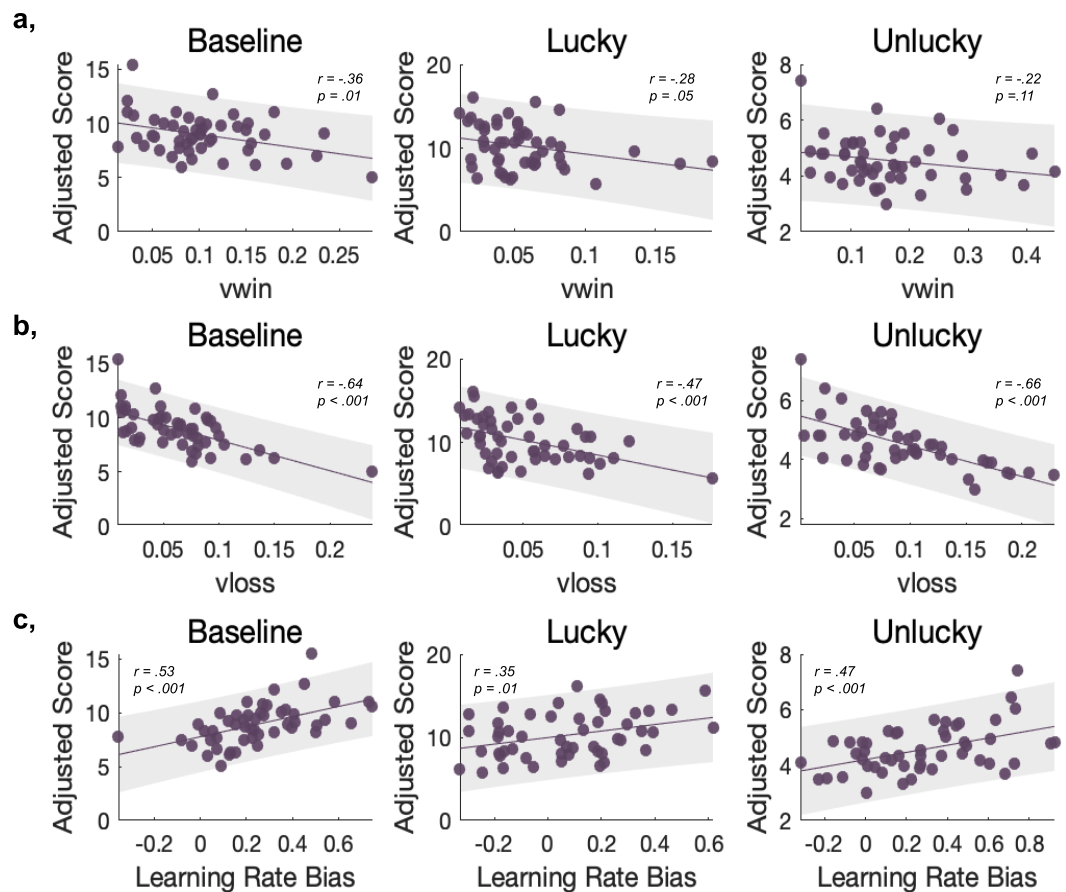 a,
Baseline
Lucky
Unlucky
Adjusted Score
15
10
5
0
r = -.36
p = .01
0.05 0.1 0.15 0.2 0.25
vwin
Adjusted Score
20
10
0
r = -.28
p = .05
0.05 0.1 0.15
vwin
Adjusted Score
8
6
4
2
r = -.22
p =.11
0.1 0.2 0.3 0.4
vwin
b,
Baseline
Lucky
Unlucky
Adjusted Score
15
10
5
0
r = -.64
p < .001
0.05 0.1 0.15 0.2
vloss
Adjusted Score
20
10
0
r = -.47
p < .001
0.05 0.1 0.15
vloss
Adjusted Score
6
4
2
r = -.66
p < .001
0.05 0.1 0.15 0.2
vloss
c,
Baseline
Lucky
Unlucky
Adjusted Score
15
10
5
0
r = .53
p < .001
-0.2 0 0.2 0.4 0.6
Learning Rate Bias
Adjusted Score
20
10
0
r = .35
p = .01
-0.2 0 0.2 0.4 0.6
Learning Rate Bias
Adjusted Score
8
6
4
2
r = .47
p < .001
-0.2 0 0.2 0.4 0.6 0.8
Learning Rate Bias